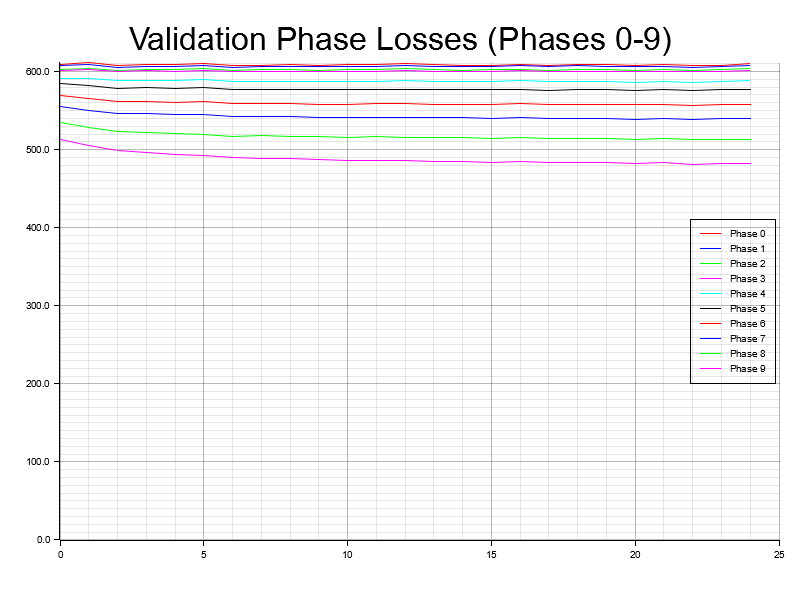 Validation Phase Losses (Phases 0-9)
600.0
500.0
400.0
300.0
200.0
100.0
0.0
0 5 10 15 20 25
Phase 0
Phase 1
Phase 2
Phase 3
Phase 4
Phase 5
Phase 6
Phase 7
Phase 8
Phase 9